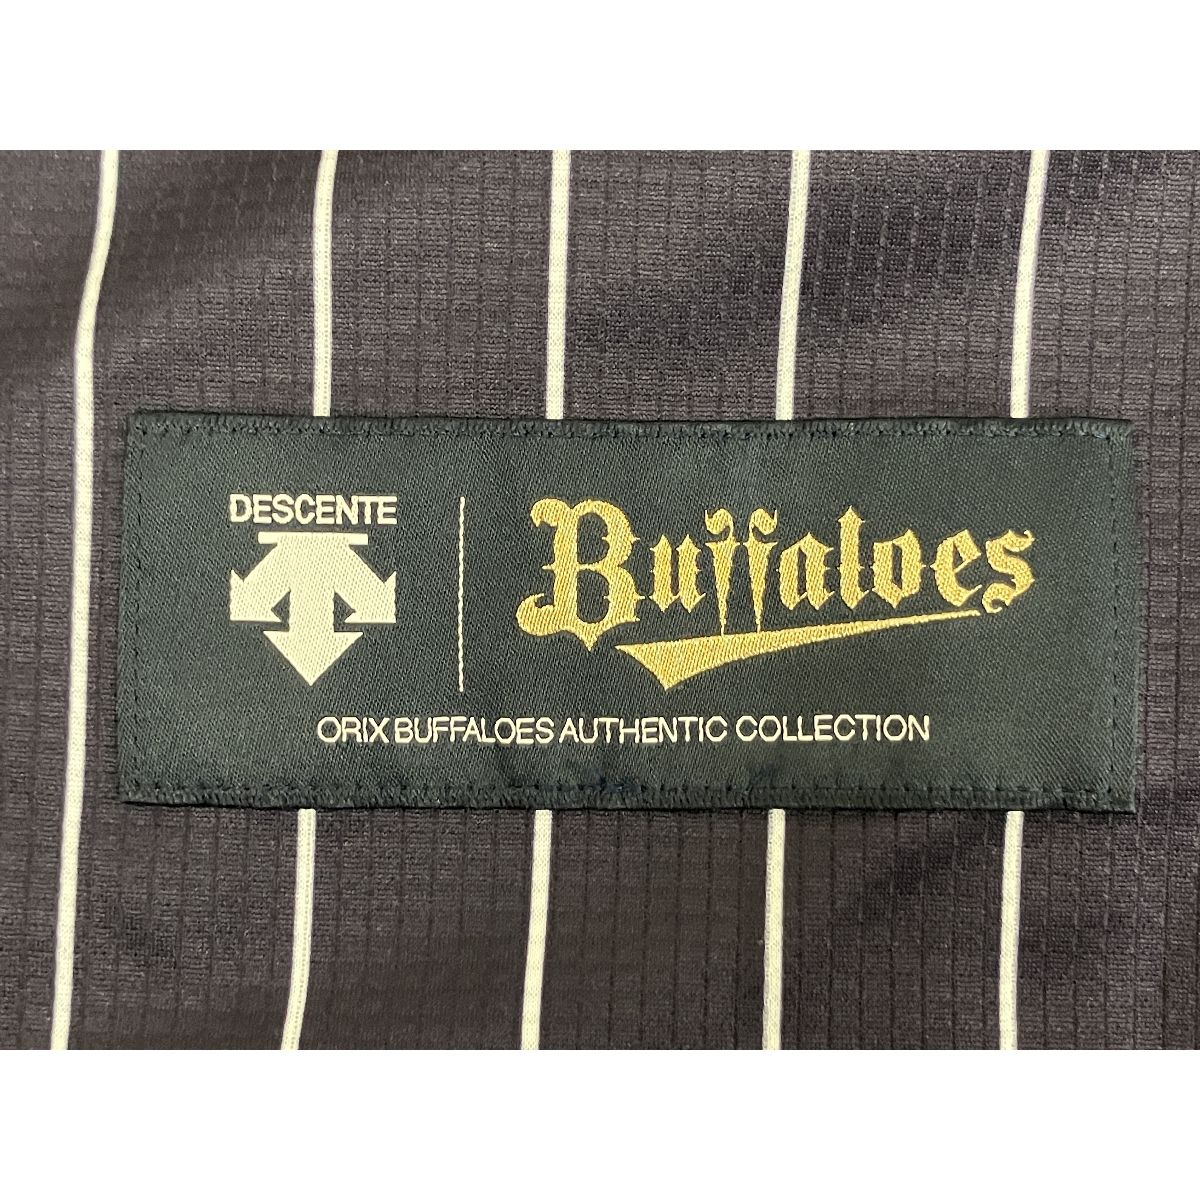 DESCENTE
Buffaloes
ORIX BUFFALOES AUTHENTIC COLLECTION